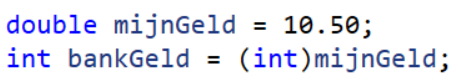 double mijnGeld = 10.50;
int bankGeld = (int)mijnGeld;